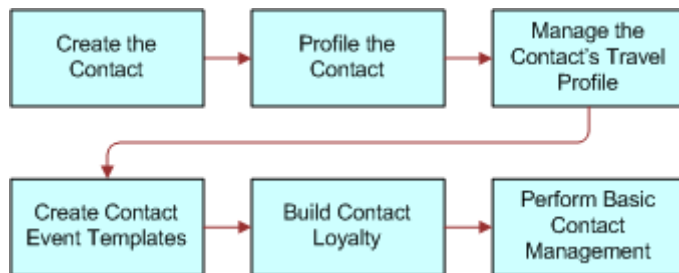 Create the
Contact
Profile the
Contact
Manage the
Contact's Travel
Profile
Create Contact
Event Templates
Build Contact
Loyalty
Perform Basic
Contact
Management